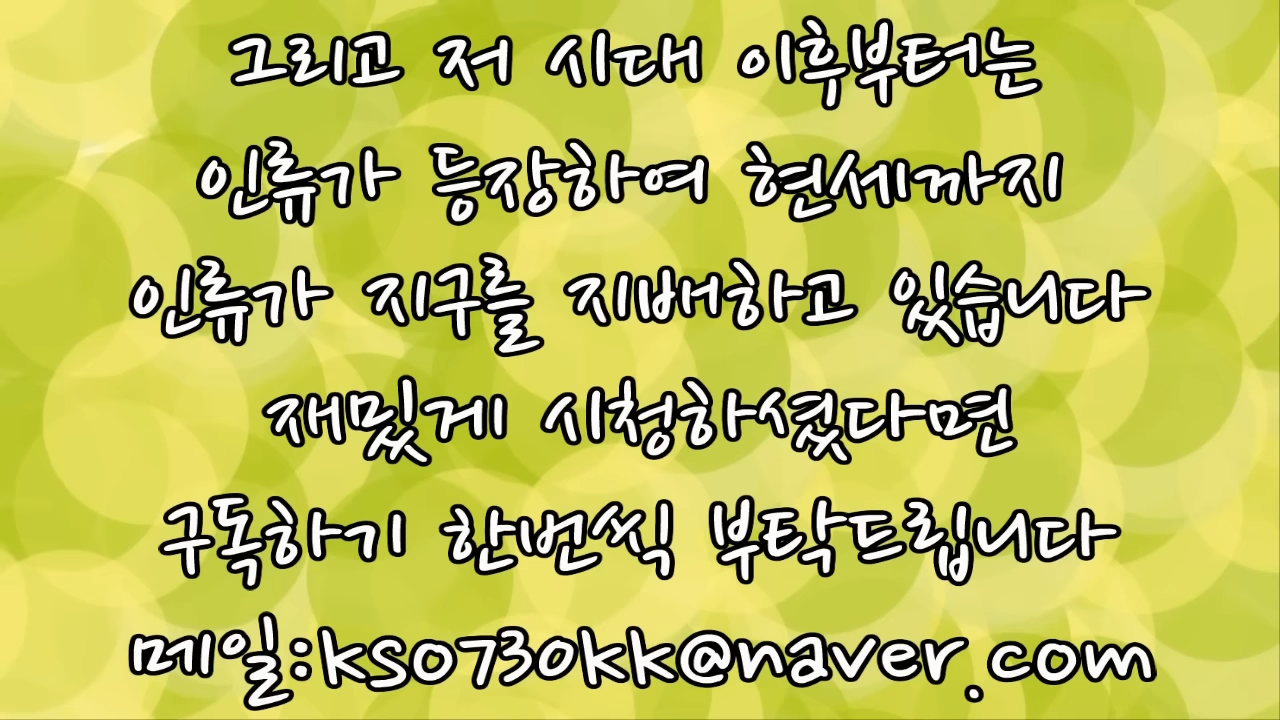 그리고 저 시대 이후부터는
인류가 등장하여 현세까지
인류가 지구를 지배하고 있습니다
재밌게 시청하셨다면
구독하기 한번씩 부탁드립니다
메일:kso730kk@naver.com